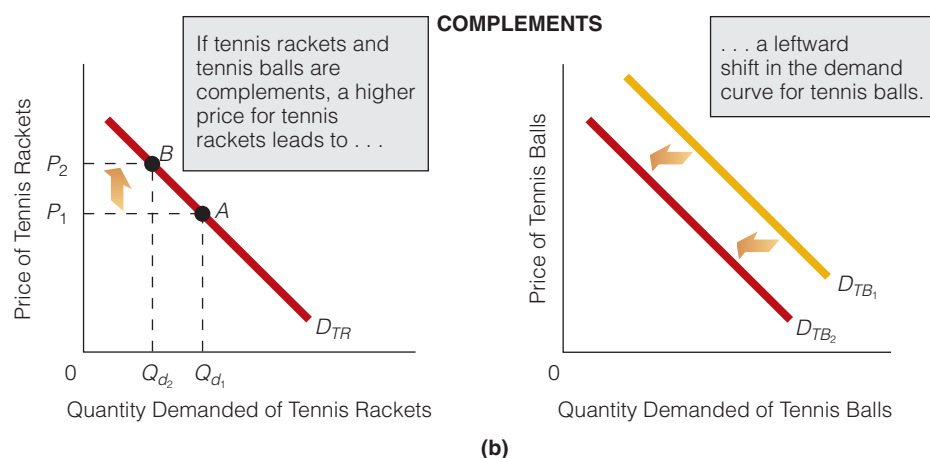 COMPLEMENTS
If tennis rackets and
tennis balls are
complements, a higher
price for tennis
rackets leads to . . .
Price of Tennis Rackets
P2
P1
B
A
DTR
0
Qd2
Qd1
Quantity Demanded of Tennis Rackets
. . . a leftward
shift in the demand
curve for tennis balls.
Price of Tennis Balls
DTB1
DTB2
0
Quantity Demanded of Tennis Balls
(b)